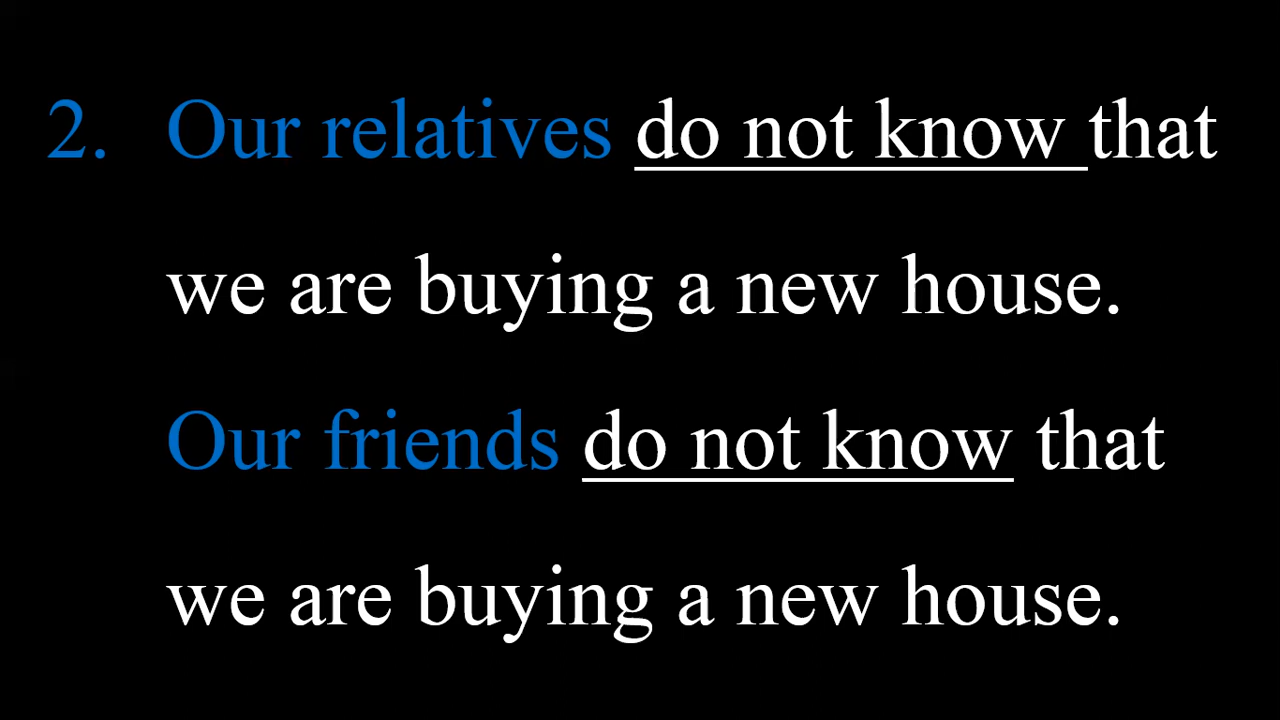 2. Our relatives do not know that
we are buying a new house.
Our friends do not know that
we are buying a new house.